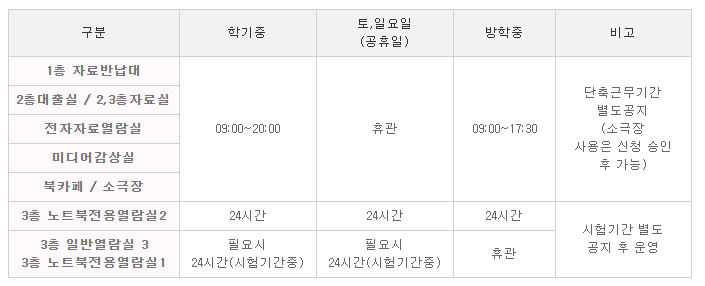 구분 학기중 토,일요일 (공휴일) 방학중 비고
1층 자료반납대
2층대출실 / 2,3층자료실
전자자료열람실
미디어감상실
북카페 / 소극장
09:00~20:00
휴관
09:00~17:30
단축근무기간
별도공지
(소극장
사용은 신청 승인
후 가능)
3층 노트북전용열람실2 24시간 24시간 24시간
3층 일반열람실 3
3층 노트북전용열람실1
필요시
24시간(시험기간중)
필요시
24시간(시험기간중)
휴관
시험기간 별도
공지 후 운영